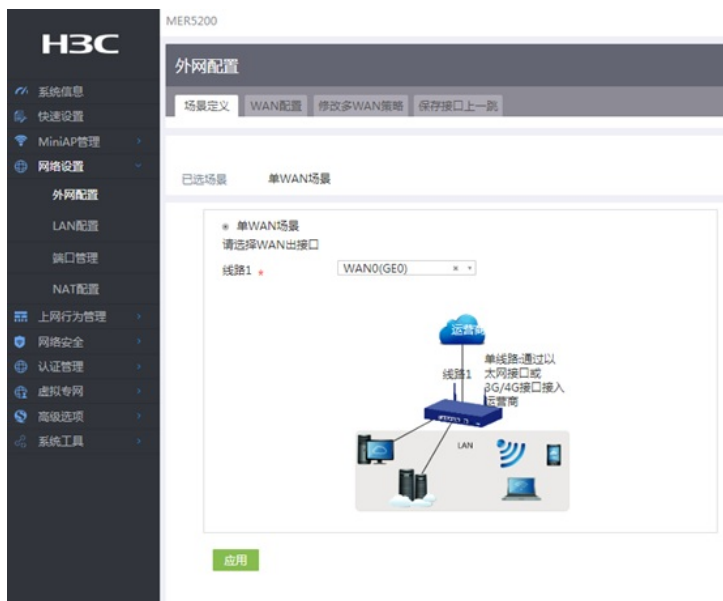 MER5200
H3C
外网配置
系统信息
快速设置
MiniAP管理
网络设置
外网配置
LAN配置
端口管理
NAT配置
上网行为管理
网络安全
认证管理
虚拟专网
高级选项
系统工具
场景定义 WAN配置 修改多WAN策略 保存接口上一跳
已选场景 单WAN场景
单WAN场景
请选择WAN出接口
线路1 * WAN0(GE0) × 
运营商
线路1
单线路:通过以
太网接口或
3G/4G接口接入
运营商
LAN
应用